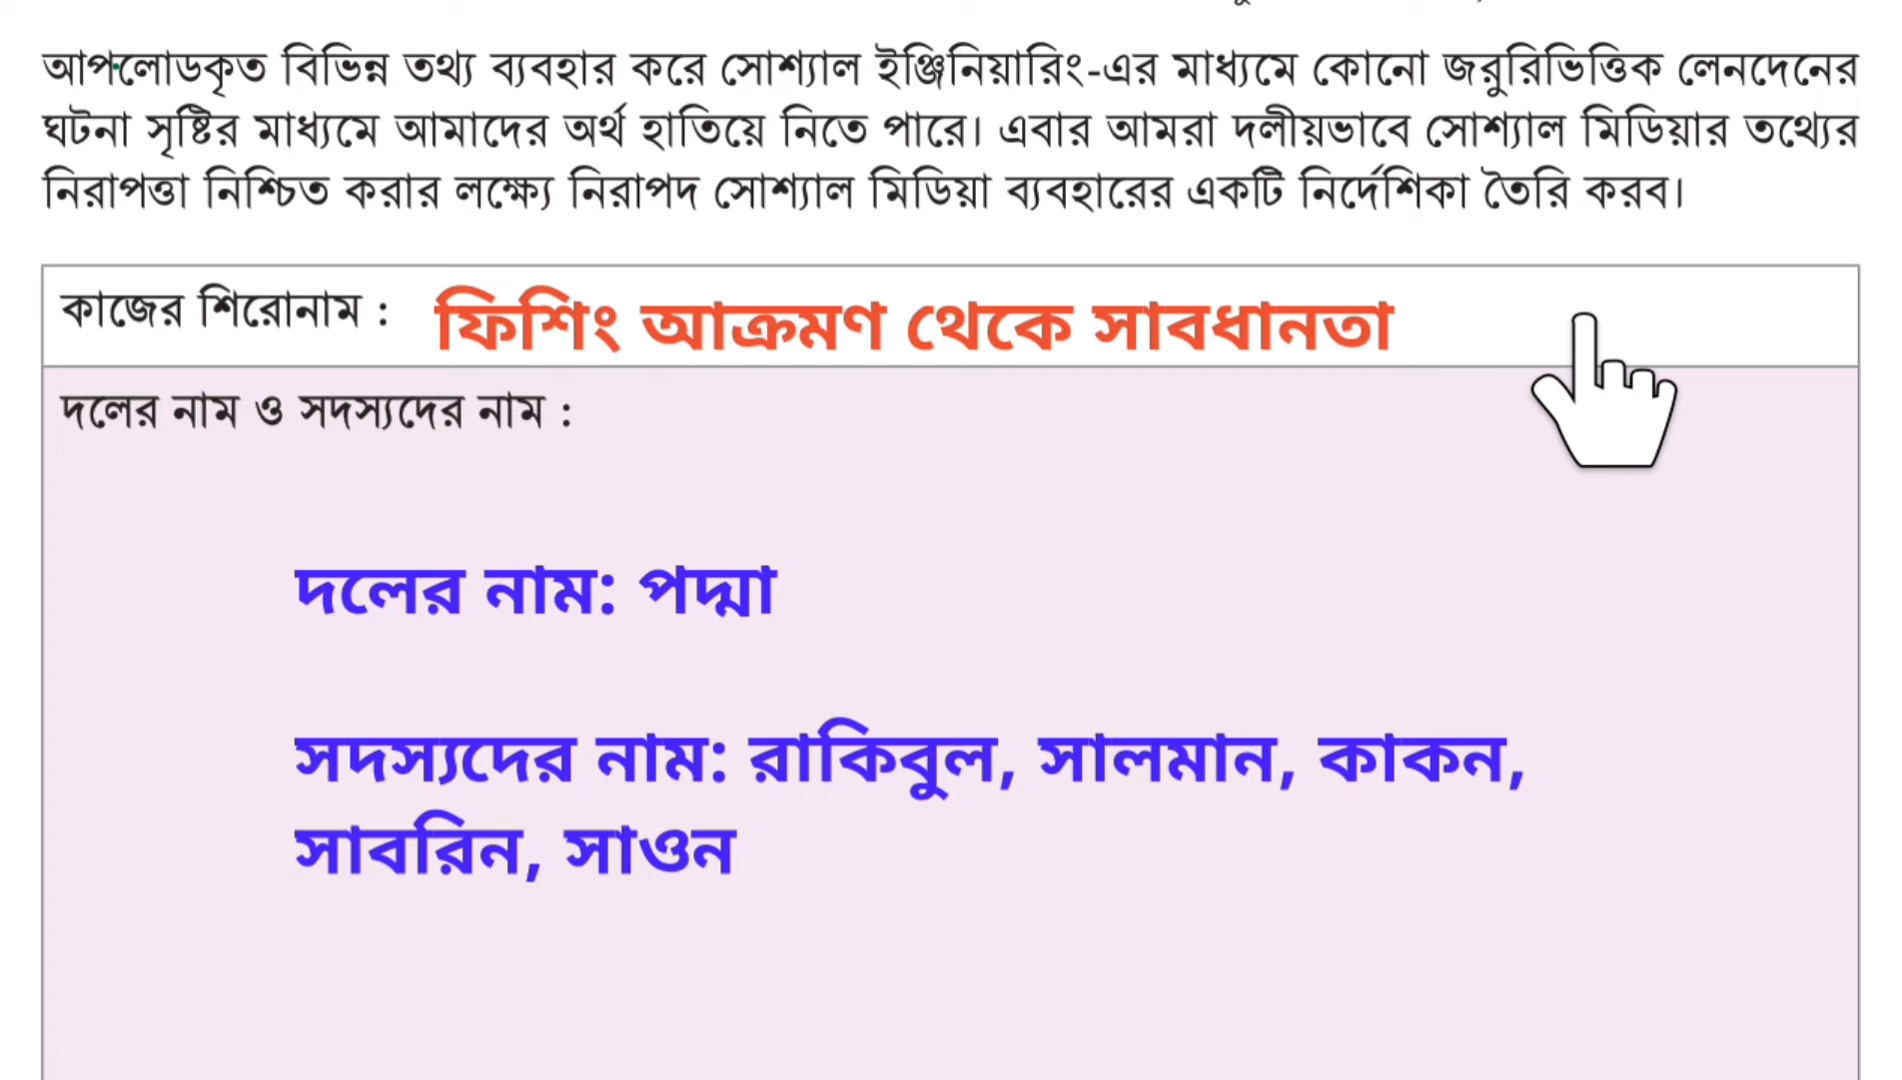 আপলোডকৃত বিভিন্ন তথ্য ব্যবহার করে সোশ্যাল ইঞ্জিনিয়ারিং-এর মাধ্যমে কোনো জরুরিভিত্তিক লেনদেনের
ঘটনা সৃষ্টির মাধ্যমে আমাদের অর্থ হাতিয়ে নিতে পারে। এবার আমরা দলীয়ভাবে সোশ্যাল মিডিয়ার তথ্যের
নিরাপত্তা নিশ্চিত করার লক্ষ্যে নিরাপদ সোশ্যাল মিডিয়া ব্যবহারের একটি নির্দেশিকা তৈরি করব।
কাজের শিরোনাম : ফিশিং আক্রমণ থেকে সাবধানতা
দলের নাম ও সদস্যদের নাম :
দলের নাম: পদ্মা
সদস্যদের নাম: রাকিবুল, সালমান, কাকন,
সাবরিন, সাওন